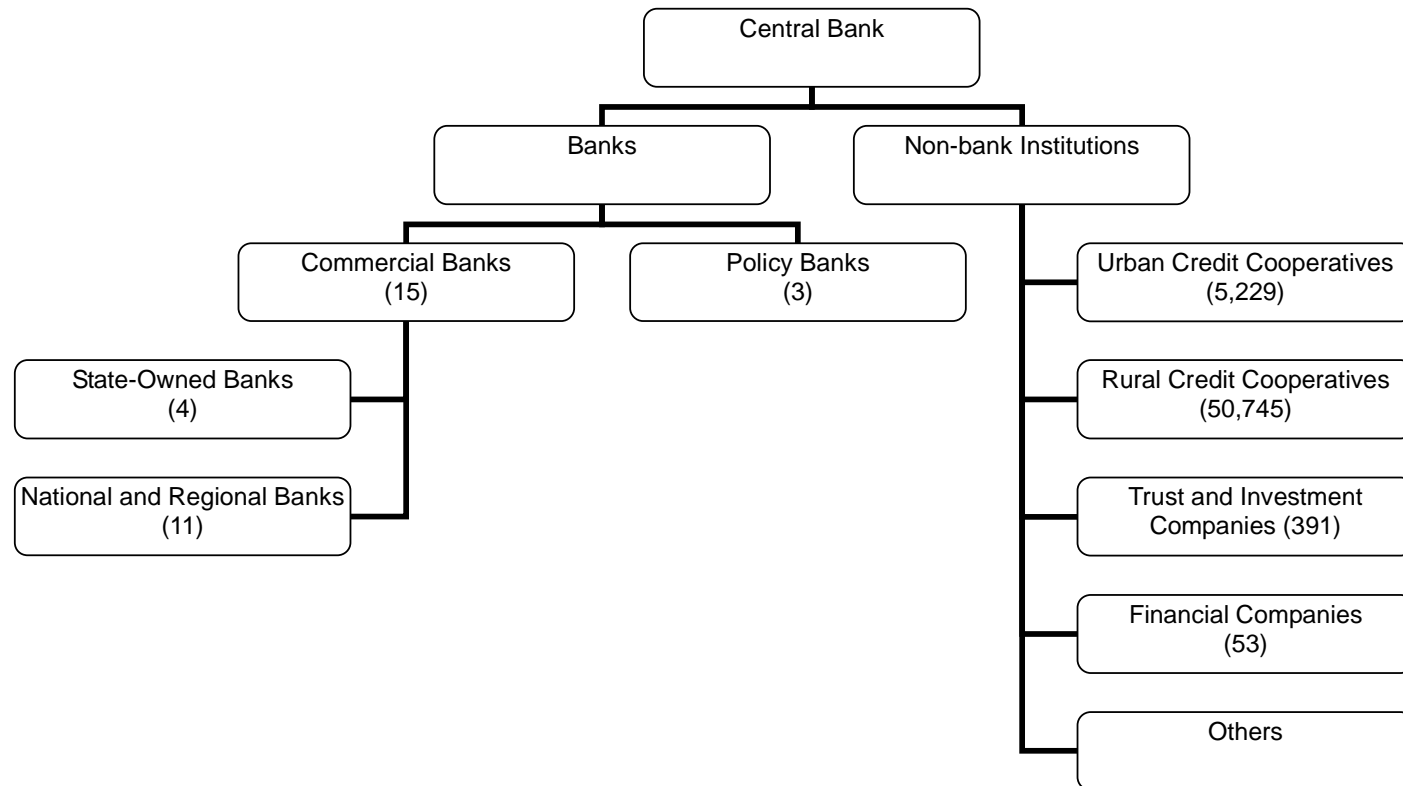 Central Bank
Banks
Non-bank Institutions
Commercial Banks
(15)
Policy Banks
(3)
Urban Credit Cooperatives
(5,229)
State-Owned Banks
(4)
Rural Credit Cooperatives
(50,745)
National and Regional Banks
(11)
Trust and Investment
Companies (391)
Financial Companies
(53)
Others